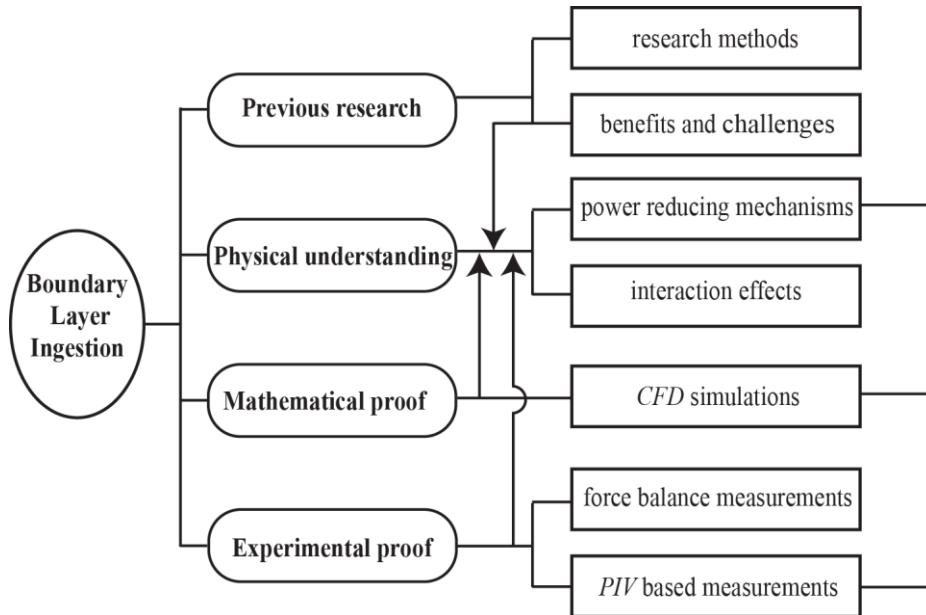 Boundary
Layer
Ingestion
Previous research
research methods
benefits and challenges
Physical understanding
power reducing mechanisms
interaction effects
Mathematical proof
CFD simulations
Experimental proof
force balance measurements
PIV based measurements